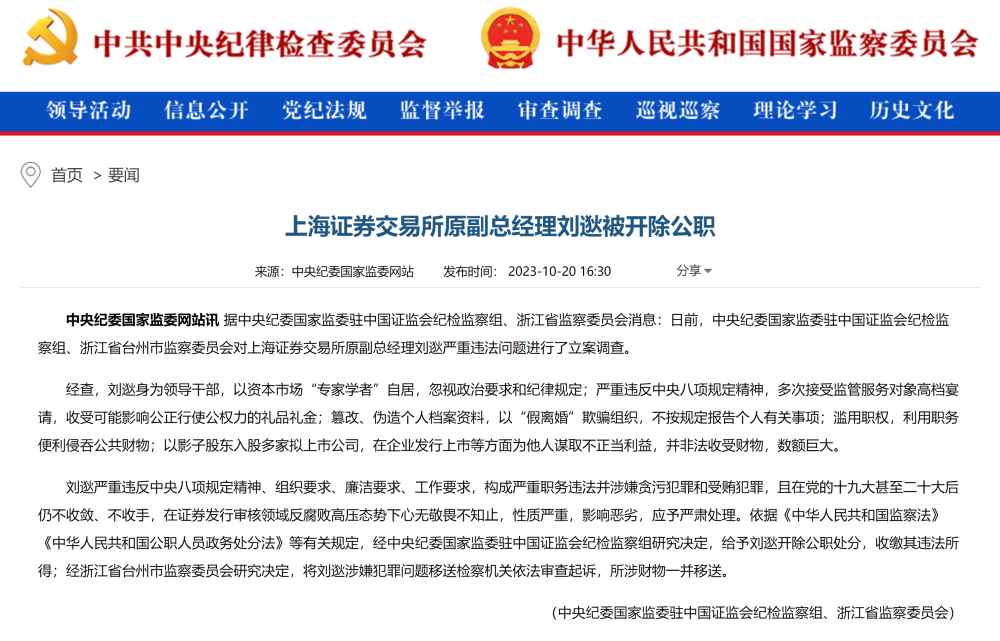 中共中央纪律检查委员会 中华人民共和国国家监察委员会
领导活动 信息公开 党纪法规 监督举报 审查调查 巡视巡察 理论学习 历史文化
首页 > 要闻
上海证券交易所原副总经理刘逖被开除公职
来源：中央纪委国家监委网站 发布时间： 2023-10-20 16:30 分享
中央纪委国家监委网站讯 据中央纪委国家监委驻中国证监会纪检监察组、浙江省监察委员会消息：日前，中央纪委国家监委驻中国证监会纪检监
察组、浙江省台州市监察委员会对上海证券交易所原副总经理刘逖严重违法问题进行了立案调查。
经查，刘逖身为领导干部，以资本市场“专家学者”自居，忽视政治要求和纪律规定；严重违反中央八项规定精神，多次接受监管服务对象高档宴
请，收受可能影响公正行使公权力的礼品礼金；篡改、伪造个人档案资料，以“假离婚”欺骗组织，不按规定报告个人有关事项；滥用职权，利用职务
便利侵吞公共财物；以影子股东入股多家拟上市公司，在企业发行上市等方面为他人谋取不正当利益，并非法收受财物，数额巨大。
刘逖严重违反中央八项规定精神、组织要求、廉洁要求、工作要求，构成严重职务违法并涉嫌贪污犯罪和受贿犯罪，且在党的十九大甚至二十大后
仍不收敛、不收手，在证券发行审核领域反腐败高压态势下心无敬畏不知止，性质严重，影响恶劣，应予严肃处理。依据《中华人民共和国监察法》
《中华人民共和国公职人员政务处分法》等有关规定，经中央纪委国家监委驻中国证监会纪检监察组研究决定，给予刘逖开除公职处分，收缴其违法所
得；经浙江省台州市监察委员会研究决定，将刘逖涉嫌犯罪问题移送检察机关依法审查起诉，所涉财物一并移送。
（中央纪委国家监委驻中国证监会纪检监察组、浙江省监察委员会）